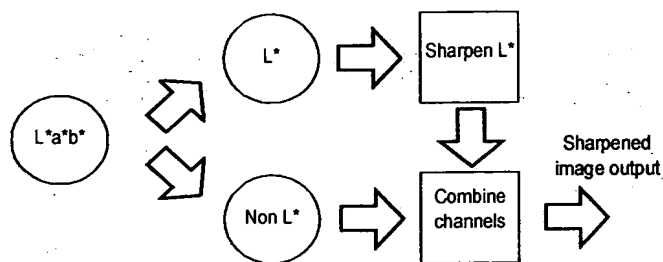 L*
Sharpen L*
L*a*b*
Sharpened
image output
Non L*
Combine
channels